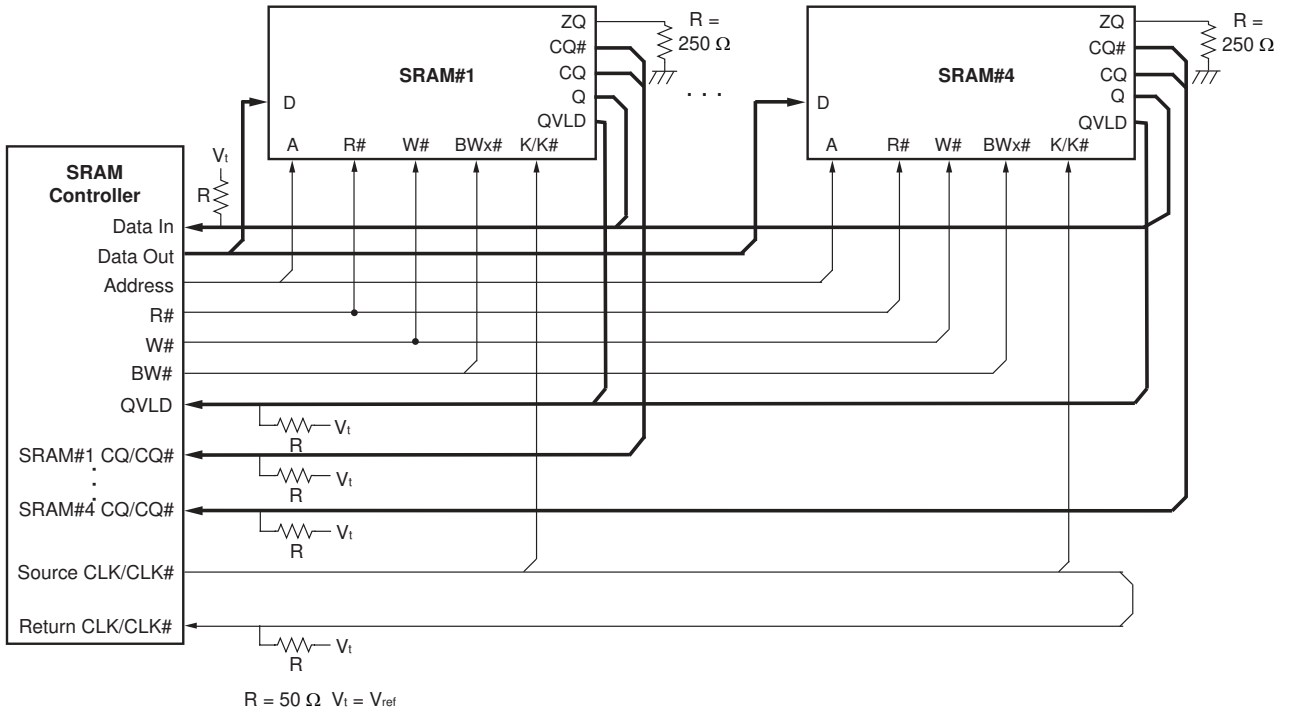 SRAM#1
D
A
R#
W#
BWx#
K/K#
ZQ
CQ#
CQ
Q
QVLD
R =
250 Ω
. . .
SRAM#4
D
A
R#
W#
BWx#
K/K#
ZQ
CQ#
CQ
Q
QVLD
R =
250 Ω
SRAM
Controller
Vt
R
Data In
Data Out
Address
R#
W#
BW#
QVLD
R
Vt
SRAM#1 CQ/CQ#
R
Vt
.
.
.
SRAM#4 CQ/CQ#
R
Vt
Source CLK/CLK#
Return CLK/CLK#
R
Vt
R = 50 Ω Vt = Vref